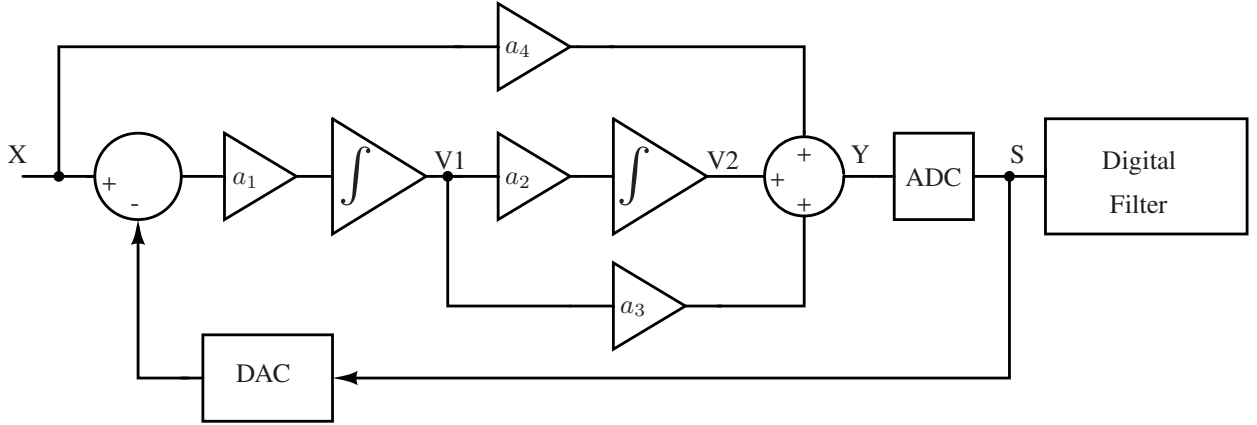 a4
X
+
-
a1
∫
V1
a2
∫
V2
+
+
+
Y
ADC
S
Digital
Filter
a3
DAC